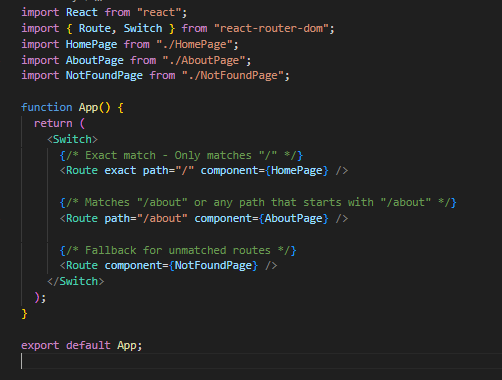 import React from "react";
import { Route, Switch } from "react-router-dom";
import HomePage from "./HomePage";
import AboutPage from "./AboutPage";
import NotFoundPage from "./NotFoundPage";
function App() {
return (
<Switch>
{/* Exact match - Only matches "/" */}
<Route exact path="/" component={HomePage} />
{/* Matches "/about" or any path that starts with "/about" */}
<Route path="/about" component={AboutPage} />
{/* Fallback for unmatched routes */}
<Route component={NotFoundPage} />
</Switch>
);
}
export default App;